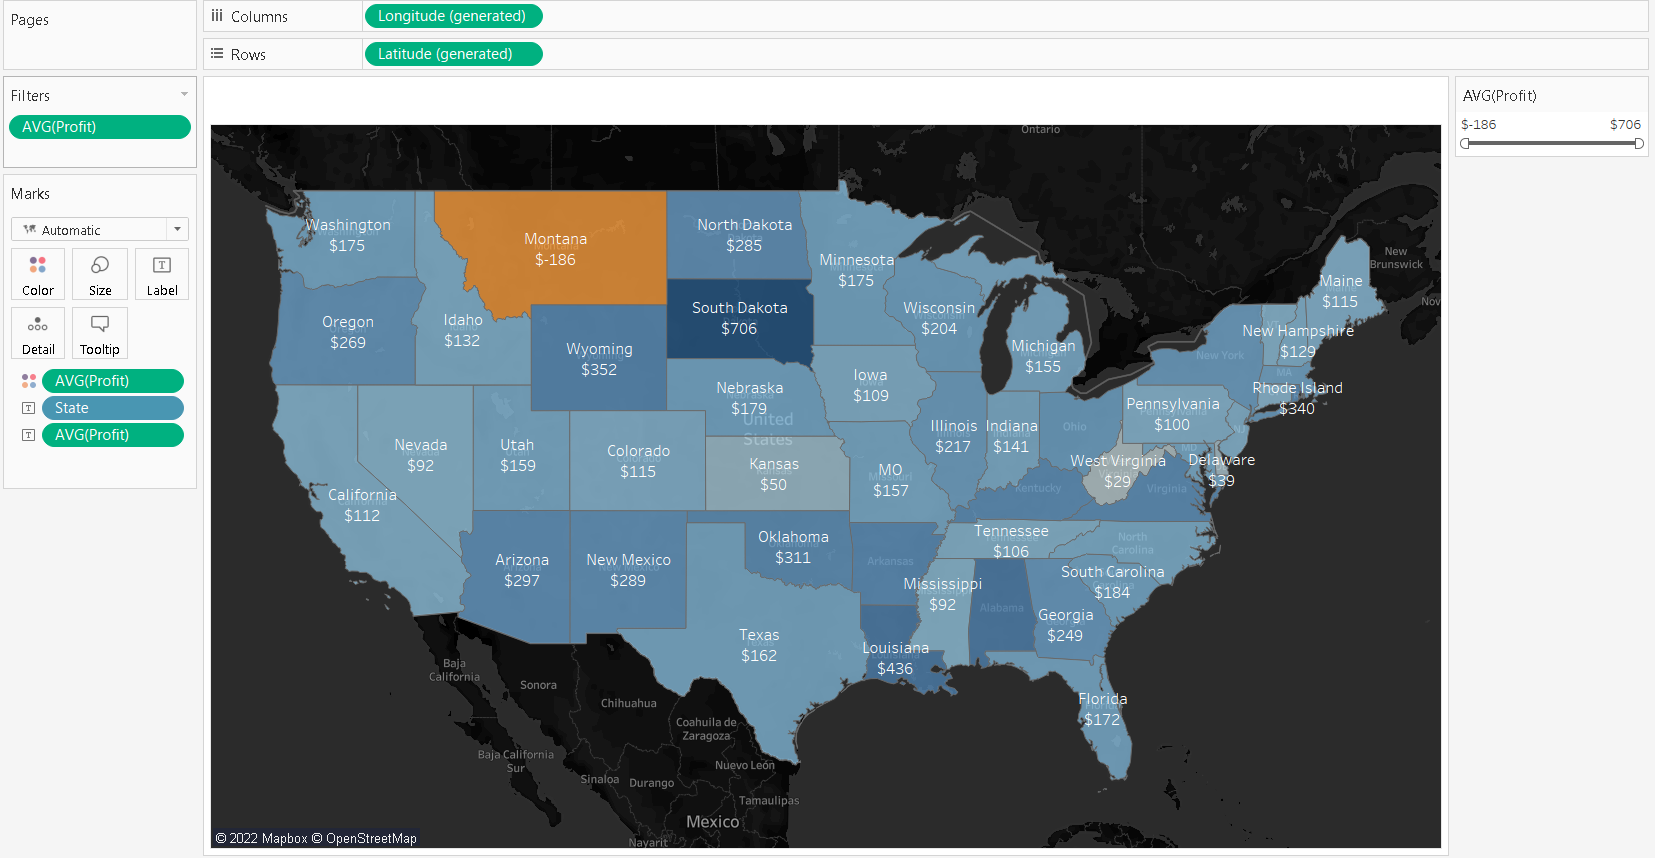 Pages
Columns
Longitude (generated)
Rows
Latitude (generated)
Filters
AVG(Profit)
Marks
Automatic
Color
Size
Label
Detail
Tooltip
AVG(Profit)
State
AVG(Profit)
AVG(Profit)
$-186
$706
Ontario
Washington
$175
Montana
$-186
North Dakota
$285
Minnesota
$175
New
Brunswick
Maine
$115
Nov
Oregon
$269
Idaho
$132
South Dakota
$706
Wisconsin
$204
Wyoming
$352
Michigan
$155
New Hampshire
$129
New York
MA
Rhode Island
$340
Nebraska
$179
Iowa
$109
Pennsylvania
$100
NJ
United
States
Nevada
$92
Utah
$159
Colorado
$115
Kansas
$50
MO
$157
Illinois
$217
Indiana
$141
Ohio
West Virginia
$29
MD
Delaware
$39
Kentucky
Virginia
California
$112
Arizona
$297
New Mexico
$289
Oklahoma
$311
Arkansas
Tennessee
$106
North
Carolina
Mississippi
$92
Alabama
South Carolina
$184
Georgia
$249
Texas
$162
Louisiana
$436
Florida
$172
Baja
California
Sonora
Chihuahua
Coahuila de
Zaragoza
Baja California
Sur
Sinaloa
Durango
Nuevo León
Tamaulipas
Mexico
Nayarit
© 2022 Mapbox © OpenStreetMap